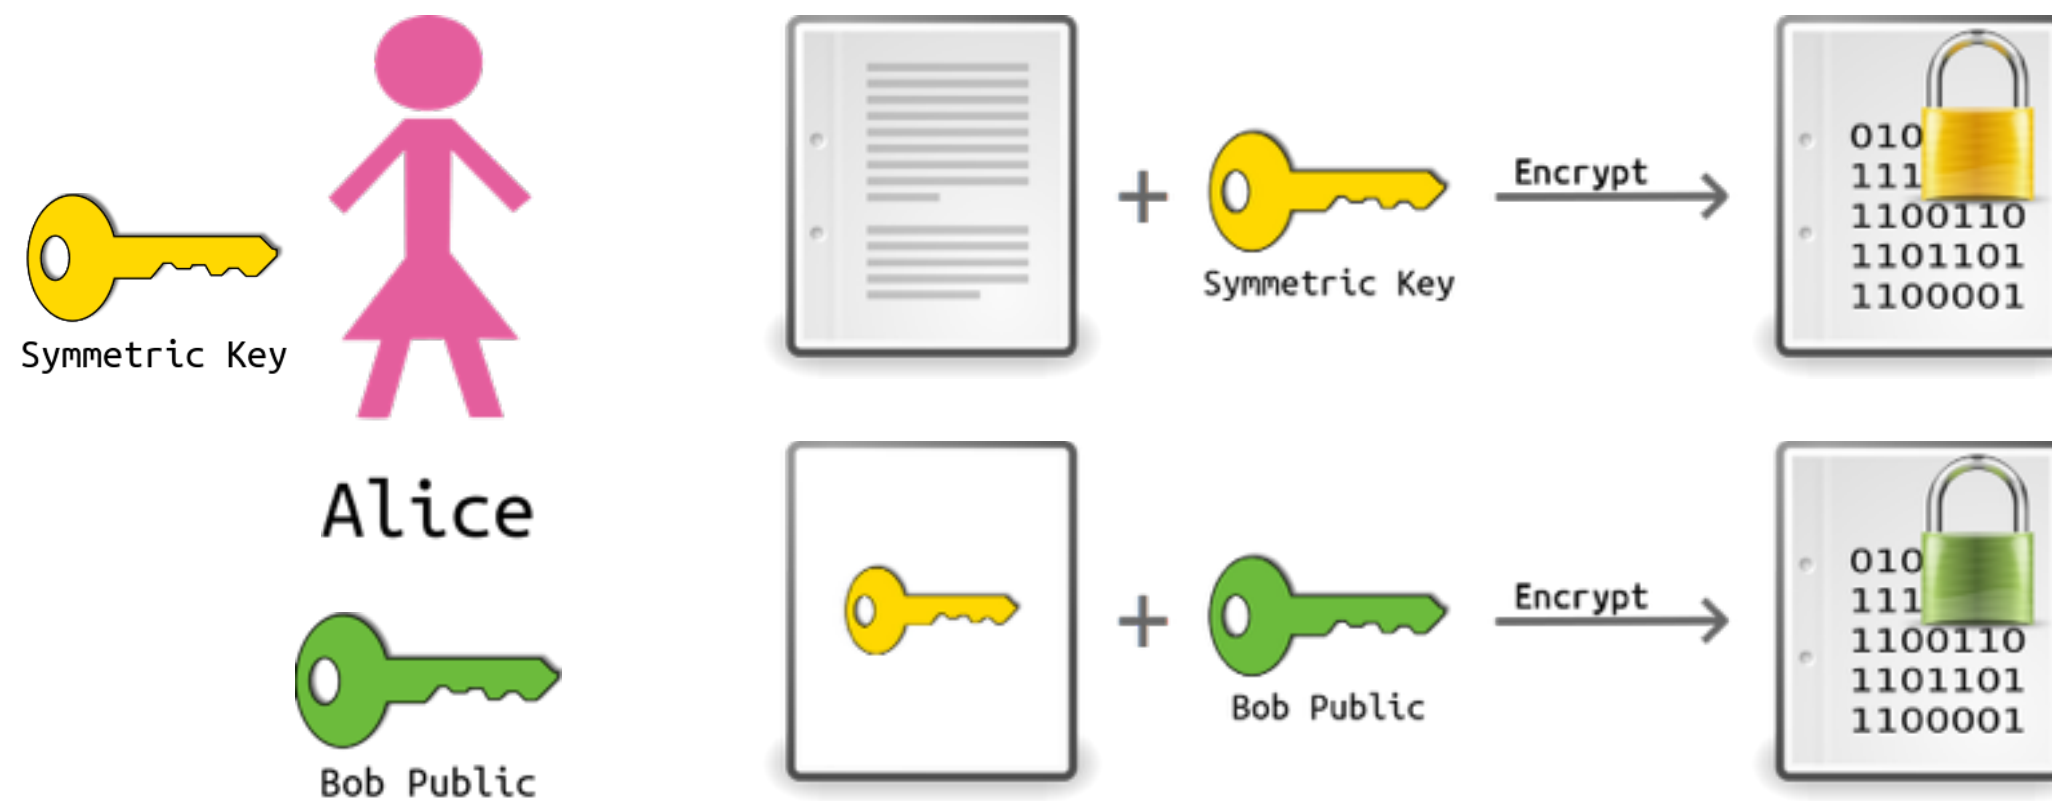 Symmetric Key
Alice
Bob Public
Symmetric Key
Encrypt
010
111
1100110
1101101
1100001
Bob Public
Encrypt
010
111
1100110
1101101
1100001